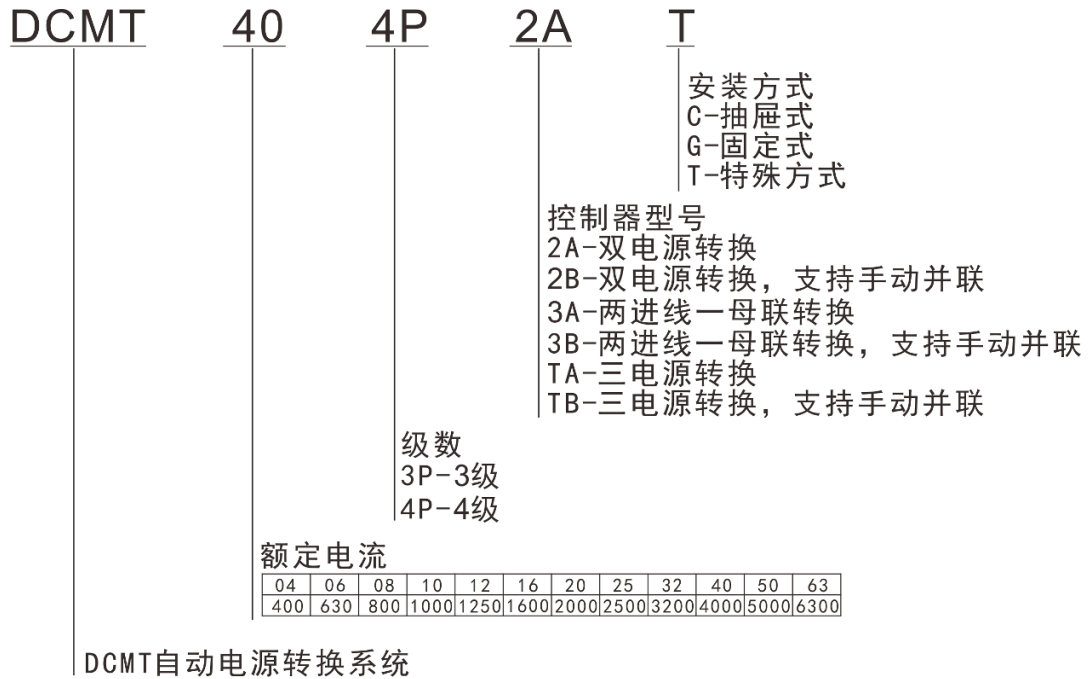 DCMT 40 4P 2A T
安装方式
C-抽屉式
G-固定式
T-特殊方式
控制器型号
2A-双电源转换
2B-双电源转换，支持手动并联
3A-两进线一母联转换
3B-两进线一母联转换，支持手动并联
TA-三电源转换
TB-三电源转换，支持手动并联
级数
3P-3级
4P-4级
额定电流
04 06 08 10 12 16 20 25 32 40 50 63
400 630 800 1000 1250 1600 2000 2500 3200 4000 5000 6300
DCMT自动电源转换系统